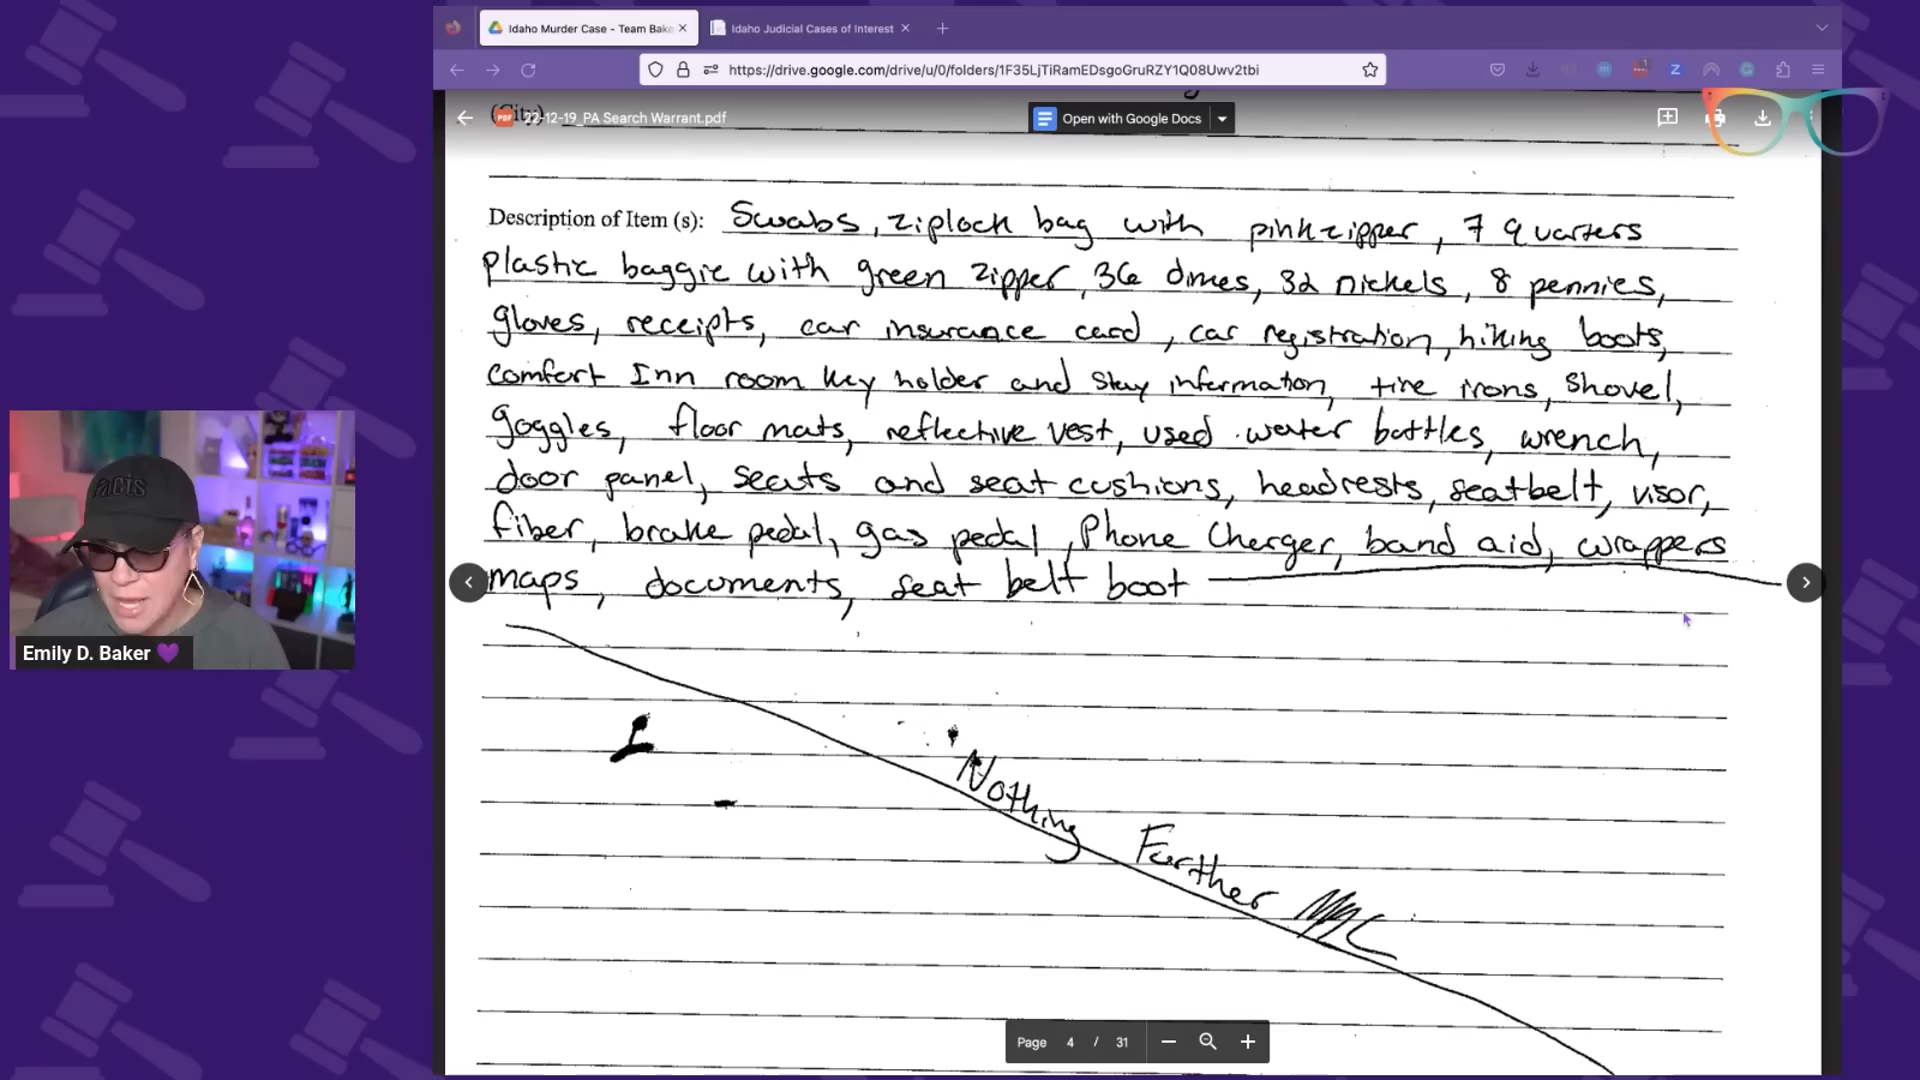 Idaho Murder Case - Team Bake
Idaho Judicial Cases of Interest
https://drive.google.com/drive/u/0/folders/1F35LjTiRamEDsgoGruRZY1Q08Uwv2tbi
(City)
PDF 22-12-19_PA Search Warrant.pdf
Open with Google Docs
Description of Item (s): Swabs, ziplock bag with pink zipper, 7 quarters
plastic baggie with green zipper, 36 dimes, 32 nickels, 8 pennies,
gloves, receipts, car insurance card, car registration, hiking boots,
comfort Inn room key holder and stay information, tire irons, shovel,
goggles, floor mats, reflective vest, used water bottles, wrench,
door panel, seats and seat cushions, headrests, seatbelt, visor,
fiber, brake pedal, gas pedal, Phone Charger, band aid, wrappers
maps, documents, seat belt boot
Nothing Further
Page 4 / 31
Emily D. Baker 💜